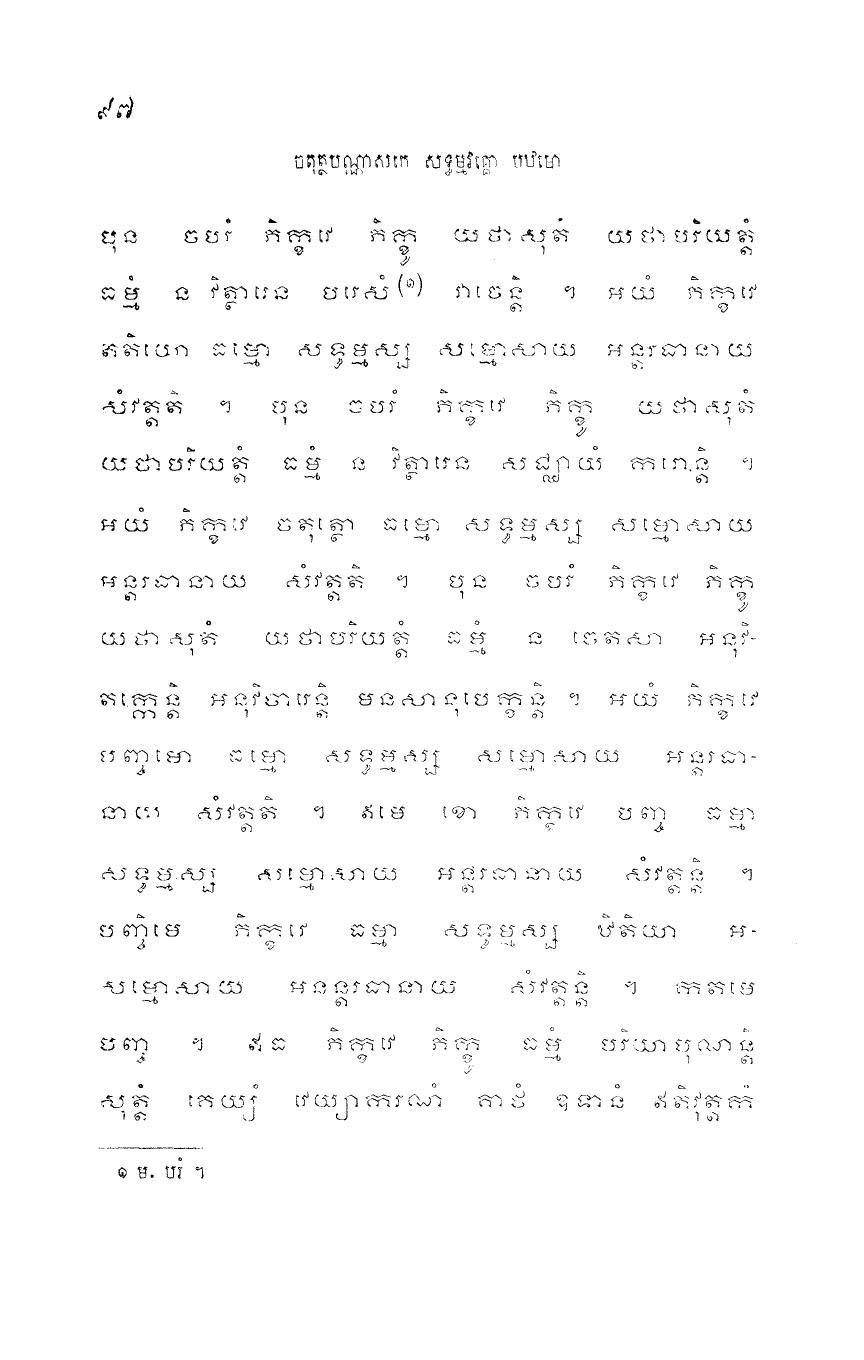 ៩៧
ចតុត្ថបណ្ណាសកេ សទ្ធម្មវគ្គោ បឋមោ
បុន ចបរំ ភិក្ខវេ ភិក្ខូ យថាសុតំ យថាបរិយត្តំ
ធម្មំ ន វិត្ថារេន បរេសំ(១) វាចេន្តិ ។ អយំ ភិក្ខវេ
តតិយោ ធម្មោ សទ្ធម្មស្ស សម្មោសាយ អន្តរធានាយ
សំវត្តតិ ។ បុន ចបរំ ភិក្ខវេ ភិក្ខូ យថាសុតំ
យថាបរិយត្តំ ធម្មំ ន វិត្ថារេន សជ្ឈាយំ ករោន្តិ ។
អយំ ភិក្ខវេ ចតុត្ថោ ធម្មោ សទ្ធម្មស្ស សម្មោសាយ
អន្តរធានាយ សំវត្តតិ ។ បុន ចបរំ ភិក្ខវេ ភិក្ខូ
យថាសុតំ យថាបរិយត្តំ ធម្មំ ន ចេតសា អនុវិ-
តក្កេន្តិ អនុវិចារេន្តិ មនសានុបេក្ខន្តិ ។ អយំ ភិក្ខវេ
បញ្ចមោ ធម្មោ សទ្ធម្មស្ស សម្មោសាយ អន្តរធា-
នាយ សំវត្តតិ ។ ឥមេ ខោ ភិក្ខវេ បញ្ច ធម្មា
សទ្ធម្មស្ស សម្មោសាយ អន្តរធានាយ សំវត្តន្តិ ។
បញ្ចិមេ ភិក្ខវេ ធម្មា សទ្ធម្មស្ស ឋិតិយា អ-
សម្មោសាយ អនន្តរធានាយ សំវត្តន្តិ ។ កតមេ
បញ្ច ។ ឥធ ភិក្ខវេ ភិក្ខូ ធម្មំ បរិយាបុណន្តិ
សុត្តំ គេយ្យំ វេយ្យាករណំ គាថំ ឧទានំ ឥតិវុត្តកំ
១ ម. បរំ ។